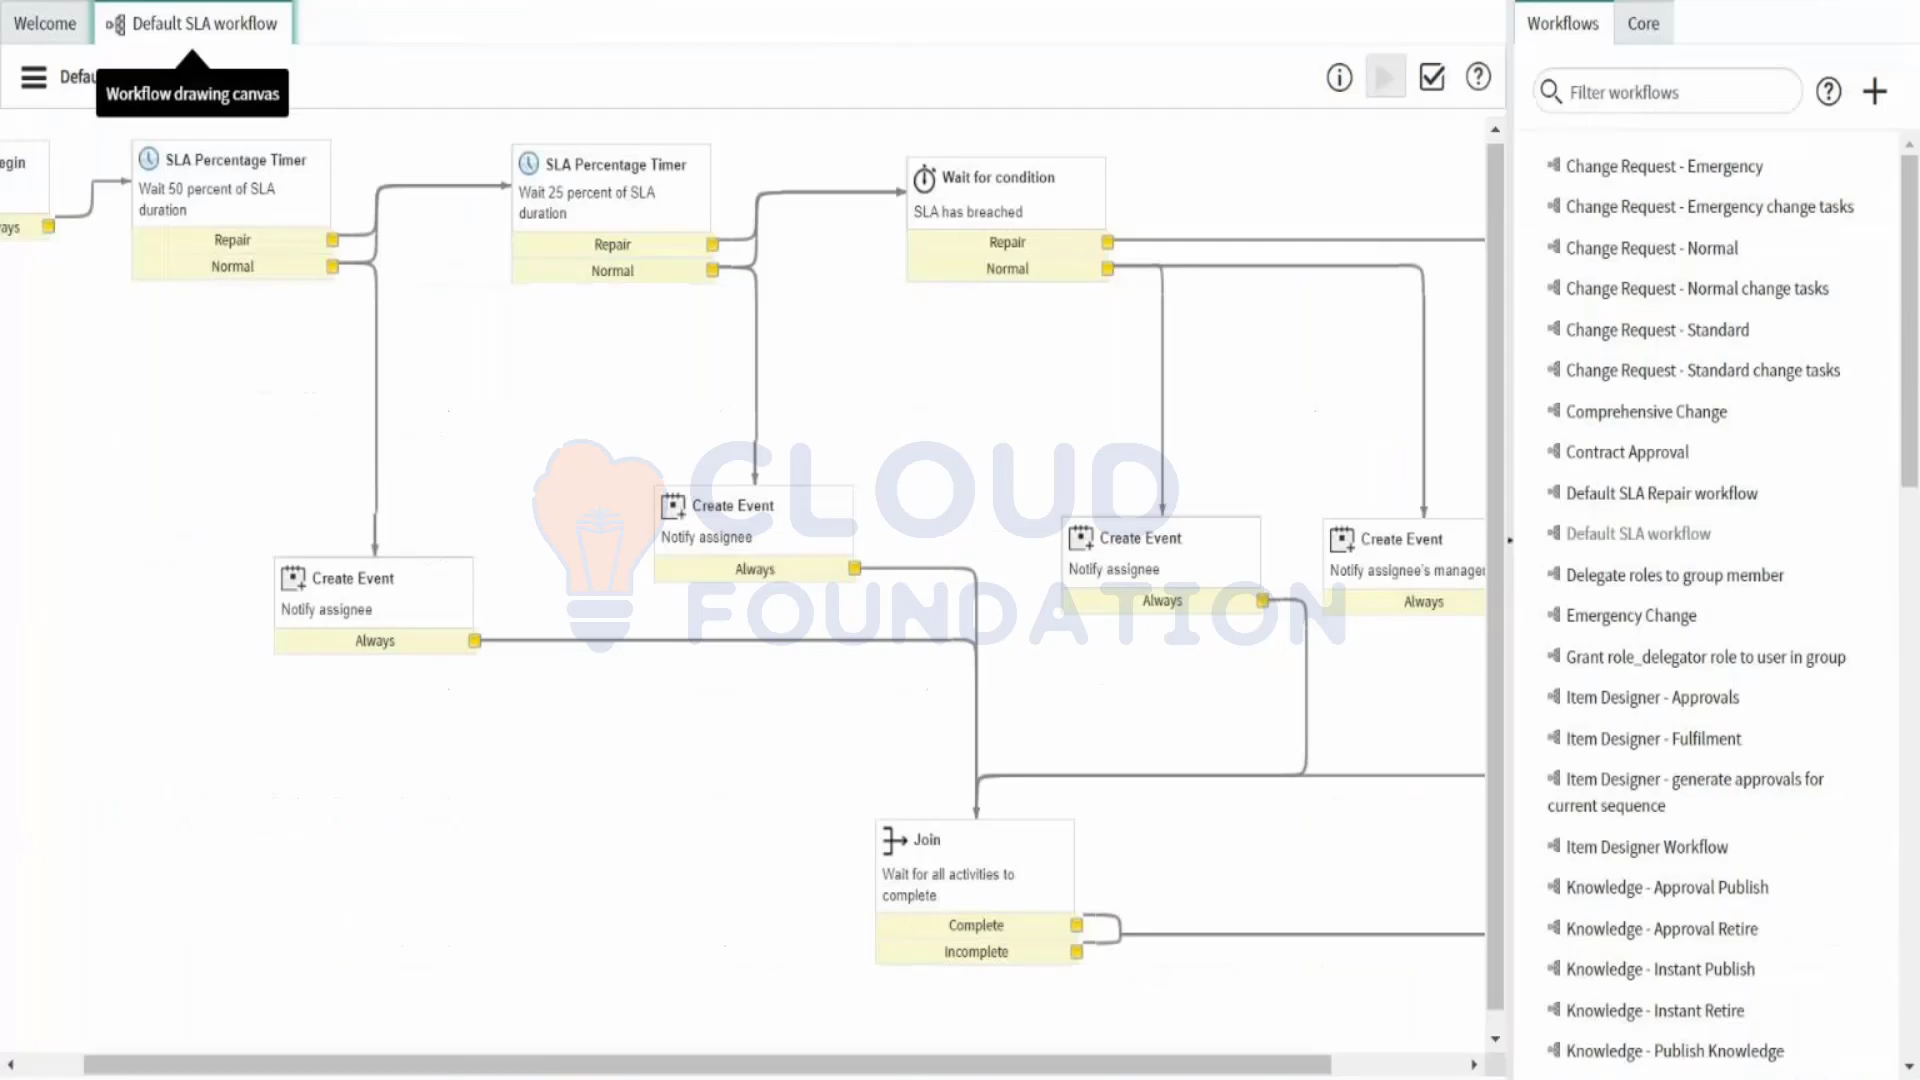 Welcome
Default SLA workflow
Workflows
Core
Defau
Workflow drawing canvas
Filter workflows
egin
ays
SLA Percentage Timer
Wait 50 percent of SLA
duration
Repair
Normal
SLA Percentage Timer
Wait 25 percent of SLA
duration
Repair
Normal
Wait for condition
SLA has breached
Repair
Normal
Create Event
Notify assignee
Always
Create Event
Notify assignee
Always
Create Event
Notify assignee
Always
Create Event
Notify assignee's manager
Always
CLOUD
FOUNDATION
Join
Wait for all activities to
complete
Complete
Incomplete
Change Request - Emergency
Change Request - Emergency change tasks
Change Request - Normal
Change Request - Normal change tasks
Change Request - Standard
Change Request - Standard change tasks
Comprehensive Change
Contract Approval
Default SLA Repair workflow
Default SLA workflow
Delegate roles to group member
Emergency Change
Grant role_delegator role to user in group
Item Designer - Approvals
Item Designer - Fulfilment
Item Designer - generate approvals for
current sequence
Item Designer Workflow
Knowledge - Approval Publish
Knowledge - Approval Retire
Knowledge - Instant Publish
Knowledge - Instant Retire
Knowledge - Publish Knowledge